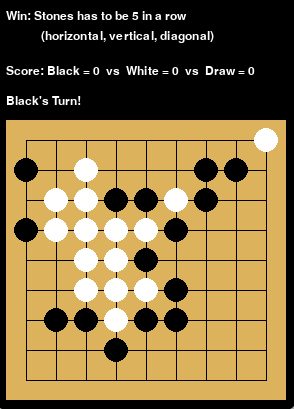 Win: Stones has to be 5 in a row
(horizontal, vertical, diagonal)
Score: Black = 0 vs White = 0 vs Draw = 0
Black's Turn!